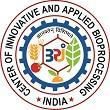 CENTER OF INNOVATIVE AND APPLIED BIOPROCESSING
INDIA